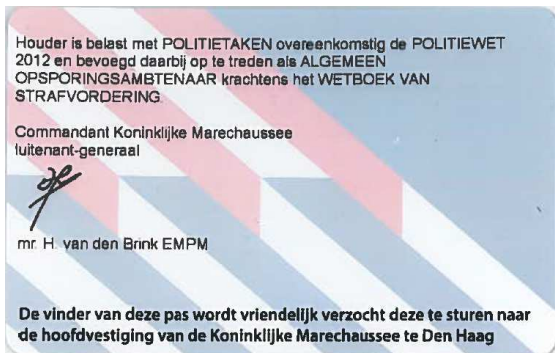 Houder is belast met POLITIETAKEN overeenkomstig de POLITIEWET
2012 en bevoegd daarbij op te treden als ALGEMEEN
OPSPORINGSAMBTENAAR krachtens het WETBOEK VAN
STRAFVORDERING.
Commandant Koninklijke Marechaussee
luitenant-generaal
mr. H. van den Brink EMPM
De vinder van deze pas wordt vriendelijk verzocht deze te sturen naar
de hoofdvestiging van de Koninklijke Marechaussee te Den Haag